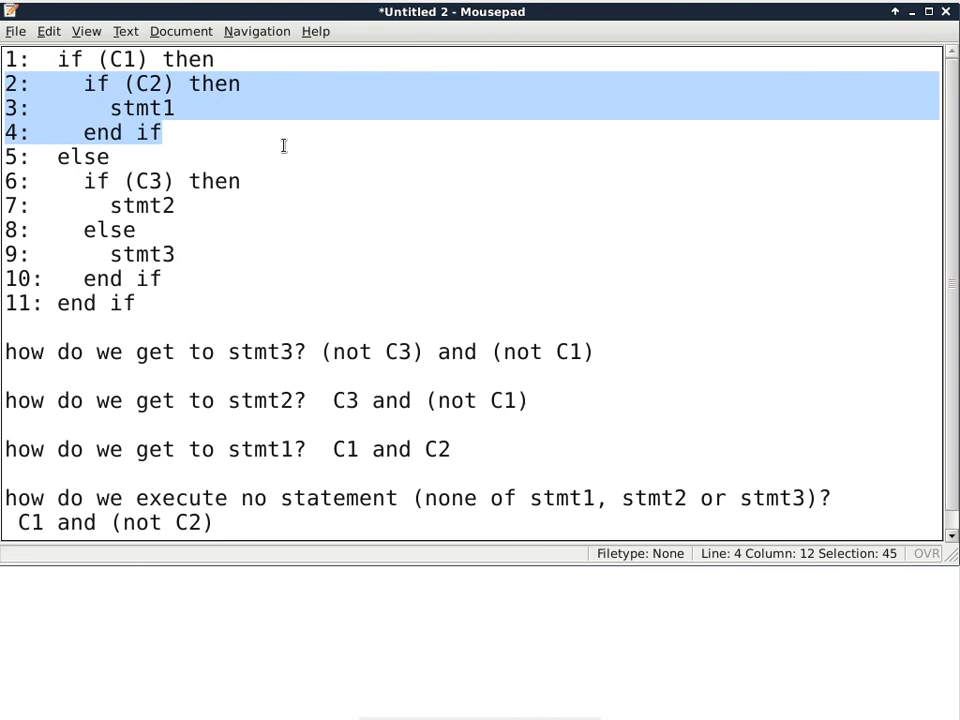 *Untitled 2 - Mousepad
File Edit View Text Document Navigation Help
1:  if (C1) then
2:    if (C2) then
3:      stmt1
4:    end if
5:  else
6:    if (C3) then
7:      stmt2
8:    else
9:      stmt3
10:   end if
11: end if
how do we get to stmt3? (not C3) and (not C1)
how do we get to stmt2?  C3 and (not C1)
how do we get to stmt1?  C1 and C2
how do we execute no statement (none of stmt1, stmt2 or stmt3)?
 C1 and (not C2)
Filetype: None Line: 4 Column: 12 Selection: 45 OVR